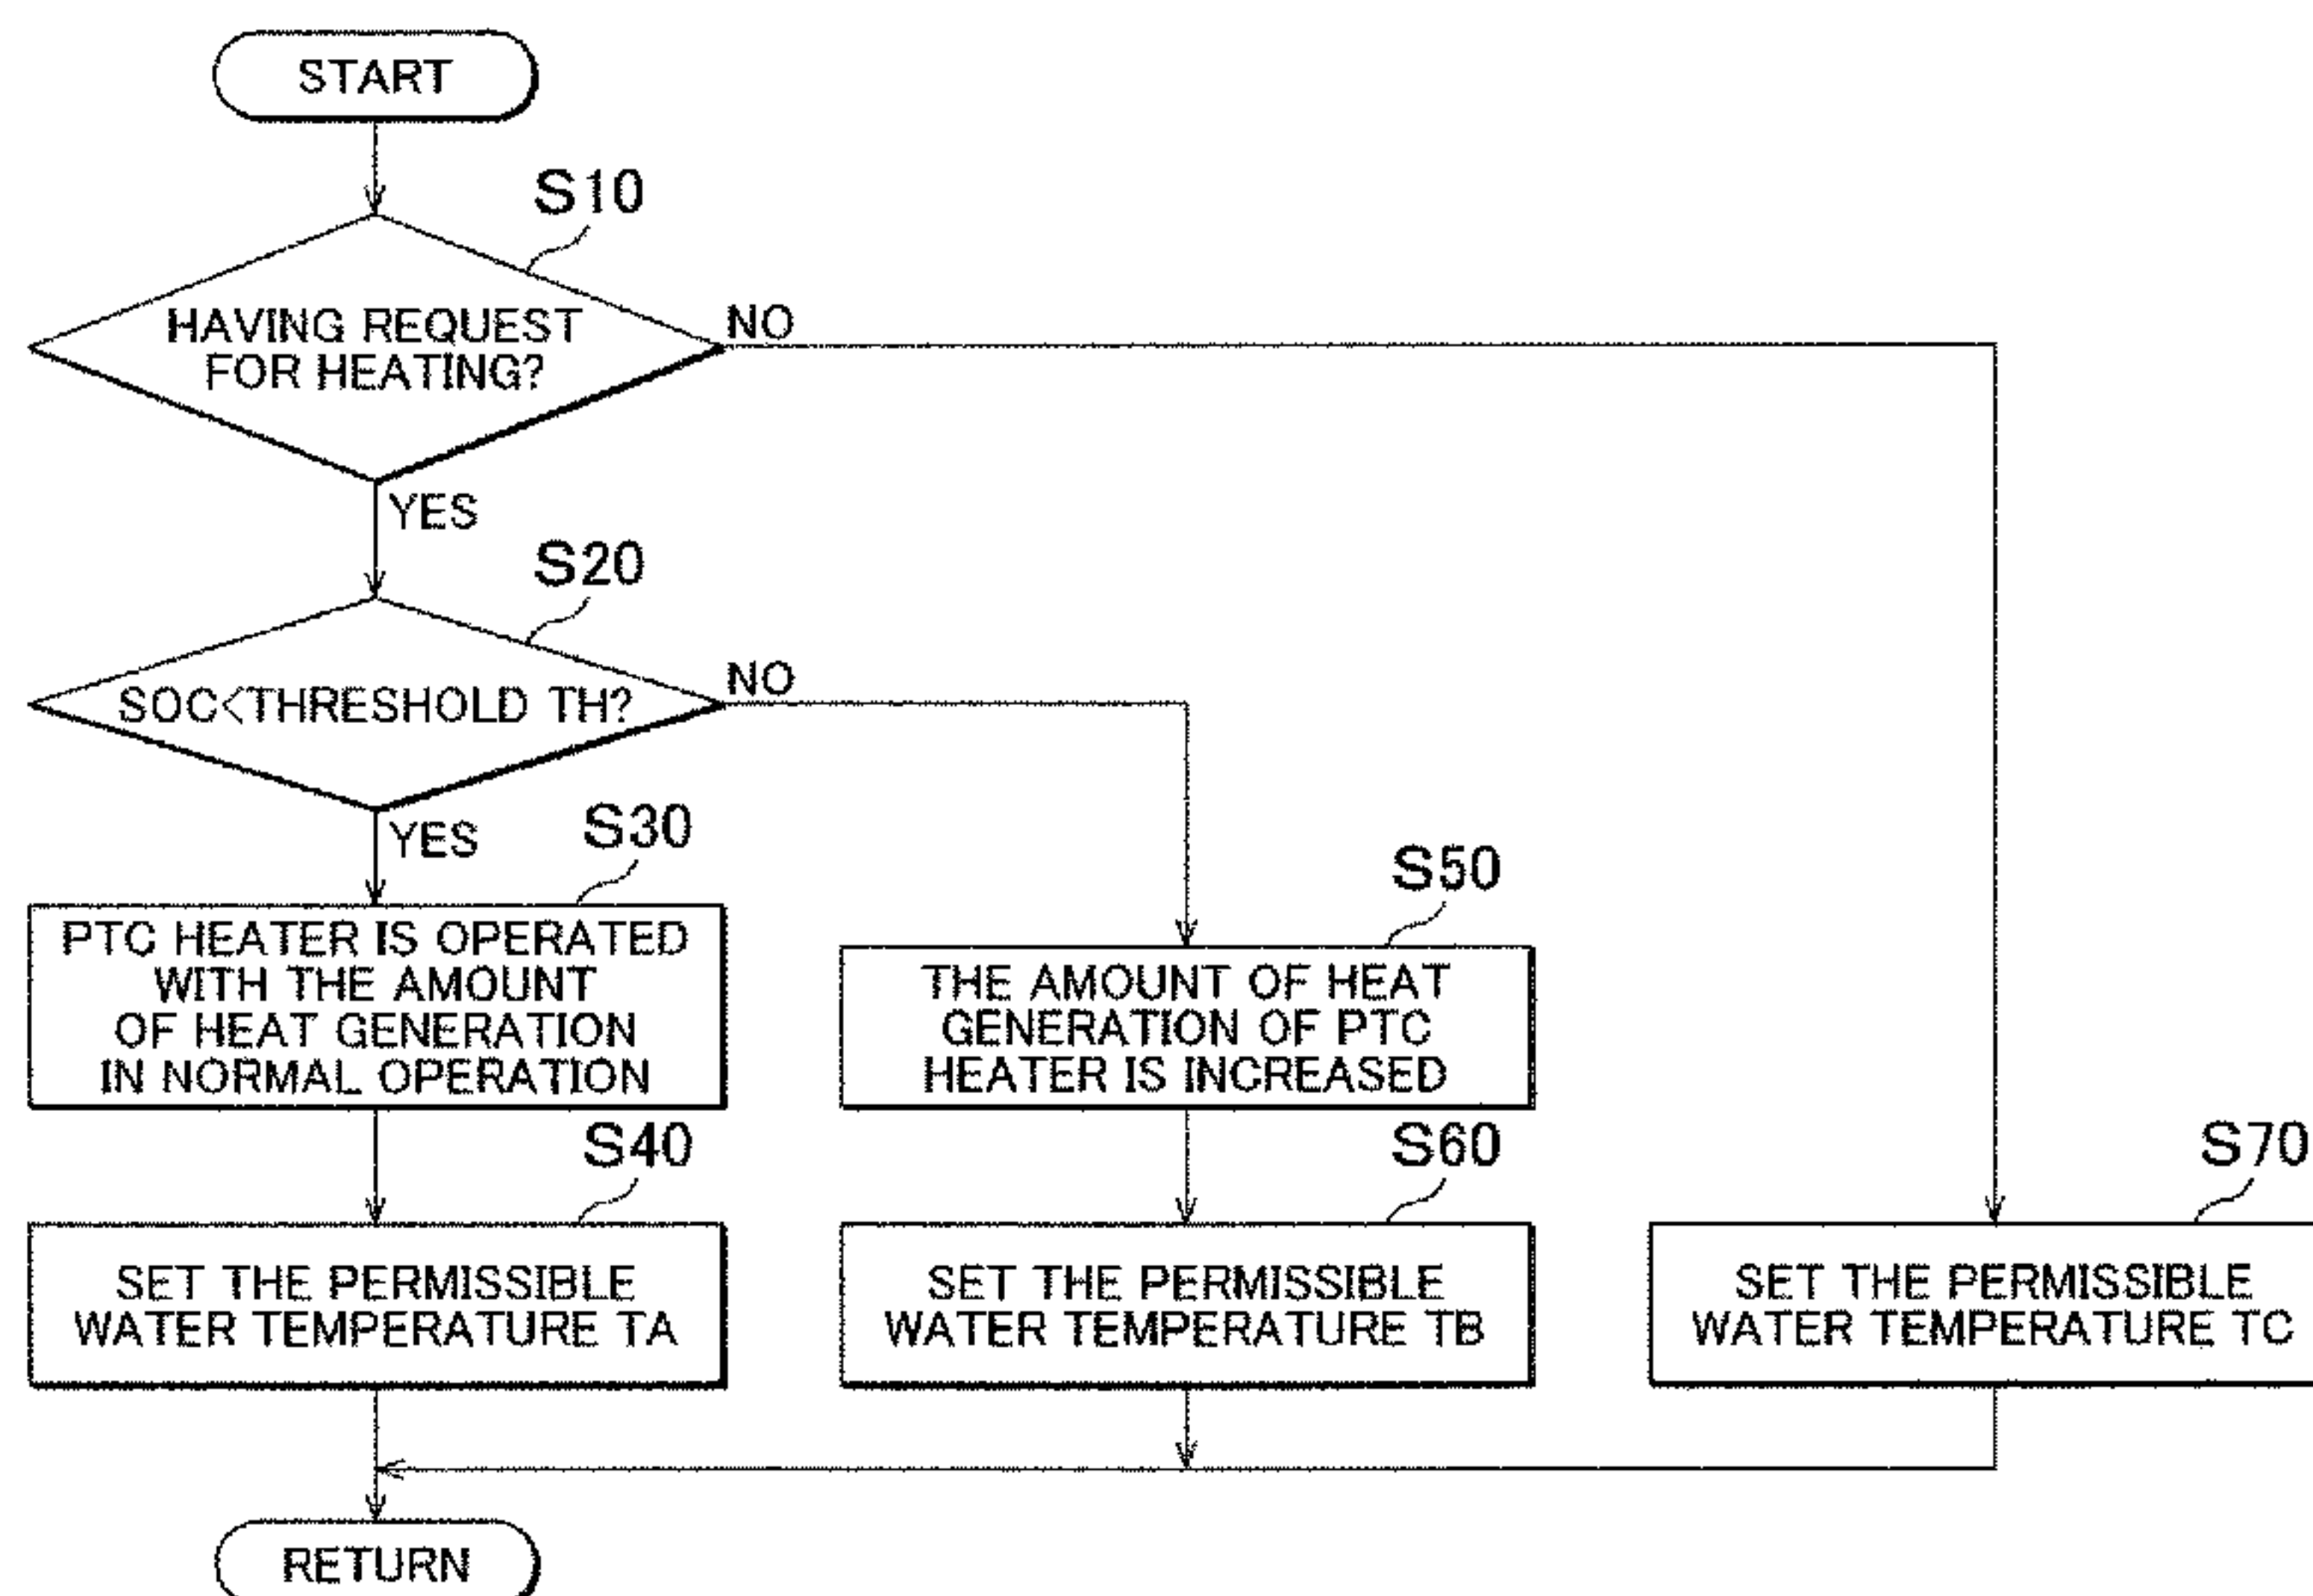 START
S10
HAVING REQUEST
FOR HEATING?
NO
YES
S20
SOC<THRESHOLD TH?
NO
YES
S30
PTC HEATER IS OPERATED
WITH THE AMOUNT
OF HEAT GENERATION
IN NORMAL OPERATION
S50
THE AMOUNT OF HEAT
GENERATION OF PTC
HEATER IS INCREASED
S40
SET THE PERMISSIBLE
WATER TEMPERATURE TA
S60
SET THE PERMISSIBLE
WATER TEMPERATURE TB
S70
SET THE PERMISSIBLE
WATER TEMPERATURE TC
RETURN